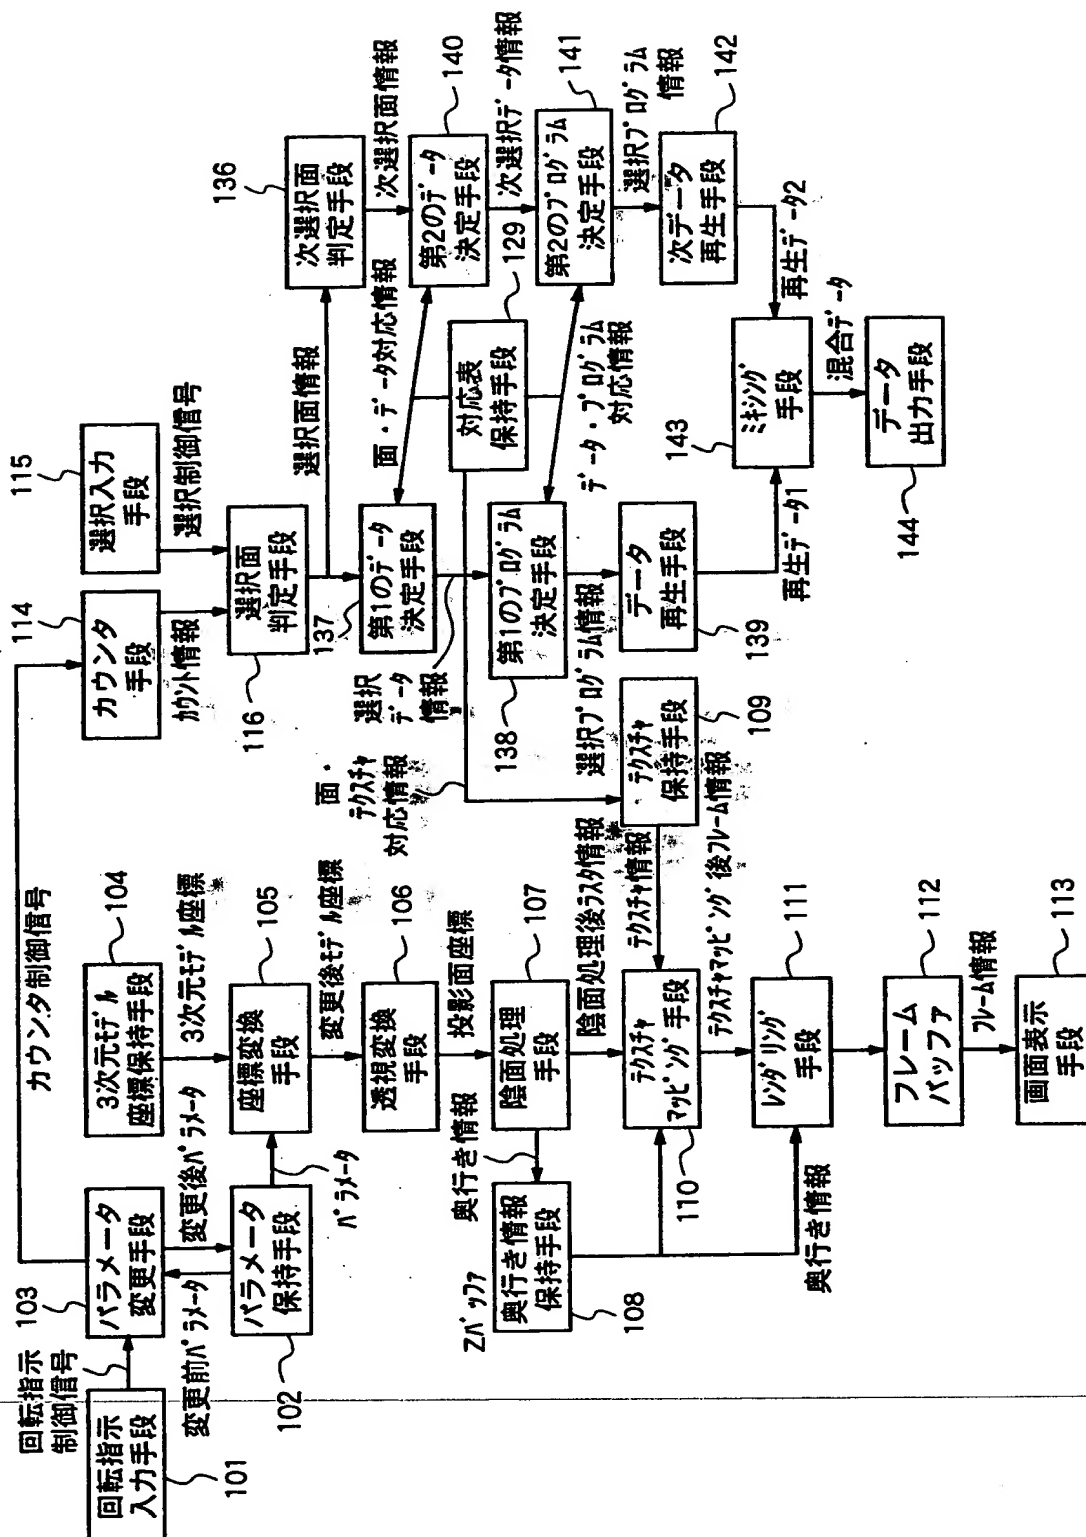 回転指示
入力手段
101
回転指示
制御信号
103
パラメータ
変更手段
カウンタ制御信号
変更前パラメータ
変更後パラメータ
パラメータ
保持手段
102
パラメータ
3次元モデル
座標保持手段
104
3次元モデル座標
座標変換
手段
105
変更後モデル座標
透視変換
手段
106
投影面座標
陰面処理
手段
107
奥行き情報
Zバッファ
奥行き情報
保持手段
108
陰面処理後ラスタ情報
テクスチャ
マッピング手段
110
テクスチャ情報
テクスチャ
保持手段
109
テクスチャマッピング後フレーム情報
奥行き情報
レンダリング
手段
111
フレーム
バッファ
112
フレーム情報
画面表示
手段
113
114
カウンタ
手段
カウント情報
115
選択入力
手段
選択制御信号
選択面
判定手段
116
選択面情報
136
次選択面
判定手段
次選択面情報
137
第1のデータ
決定手段
面・データ対応情報
第2のデータ
決定手段
140
次選択データ情報
対応表
保持手段
129
面・
テクスチャ
対応情報
選択
データ
情報
第1のプログラム
決定手段
138
データ・プログラム
対応情報
第2のプログラム
決定手段
141
選択プログラム情報
選択プログラム
情報
データ
再生手段
139
次データ
再生手段
142
再生データ1
再生データ2
ミキシング
手段
143
混合データ
データ
出力手段
144